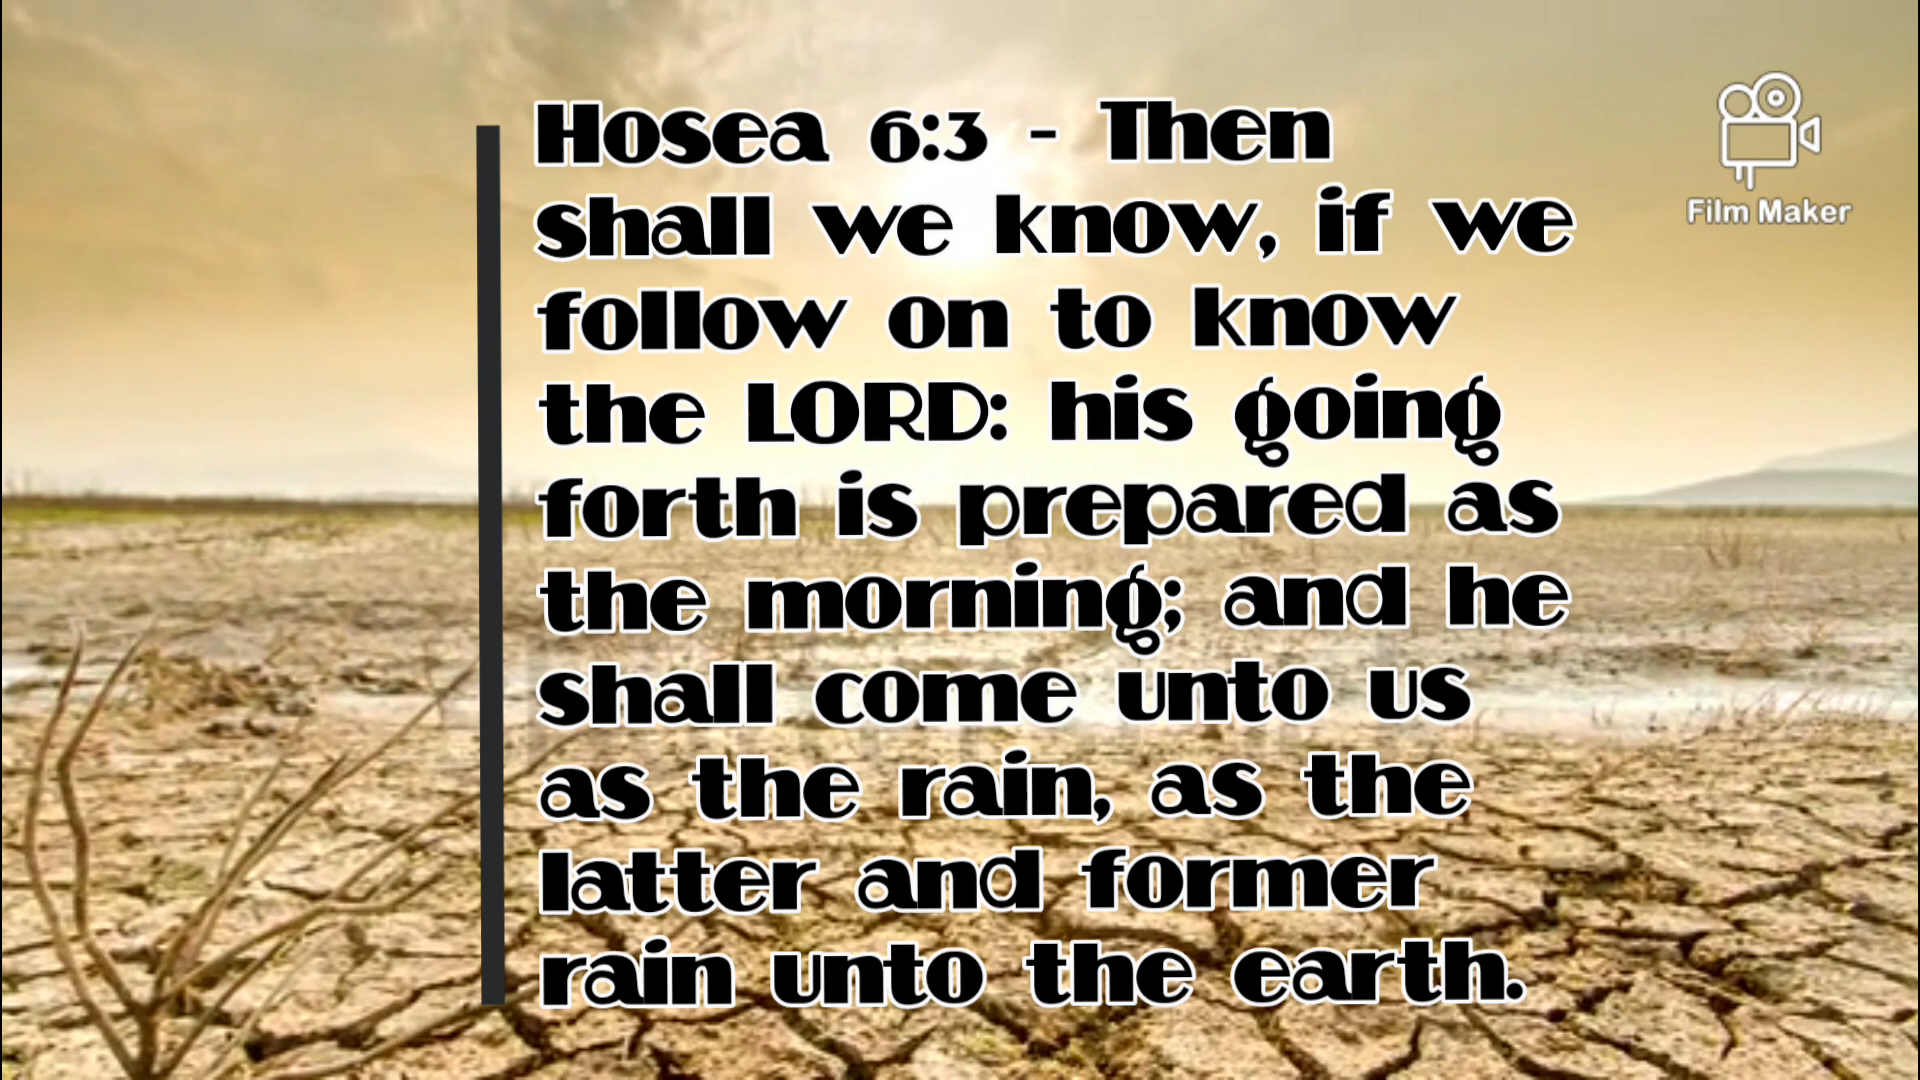 Hosea 6:3 - Then
shall we know, if we
follow on to know
the LORD: his going
forth is prepared as
the morning; and he
shall come unto us
as the rain, as the
latter and former
rain unto the earth.
Film Maker